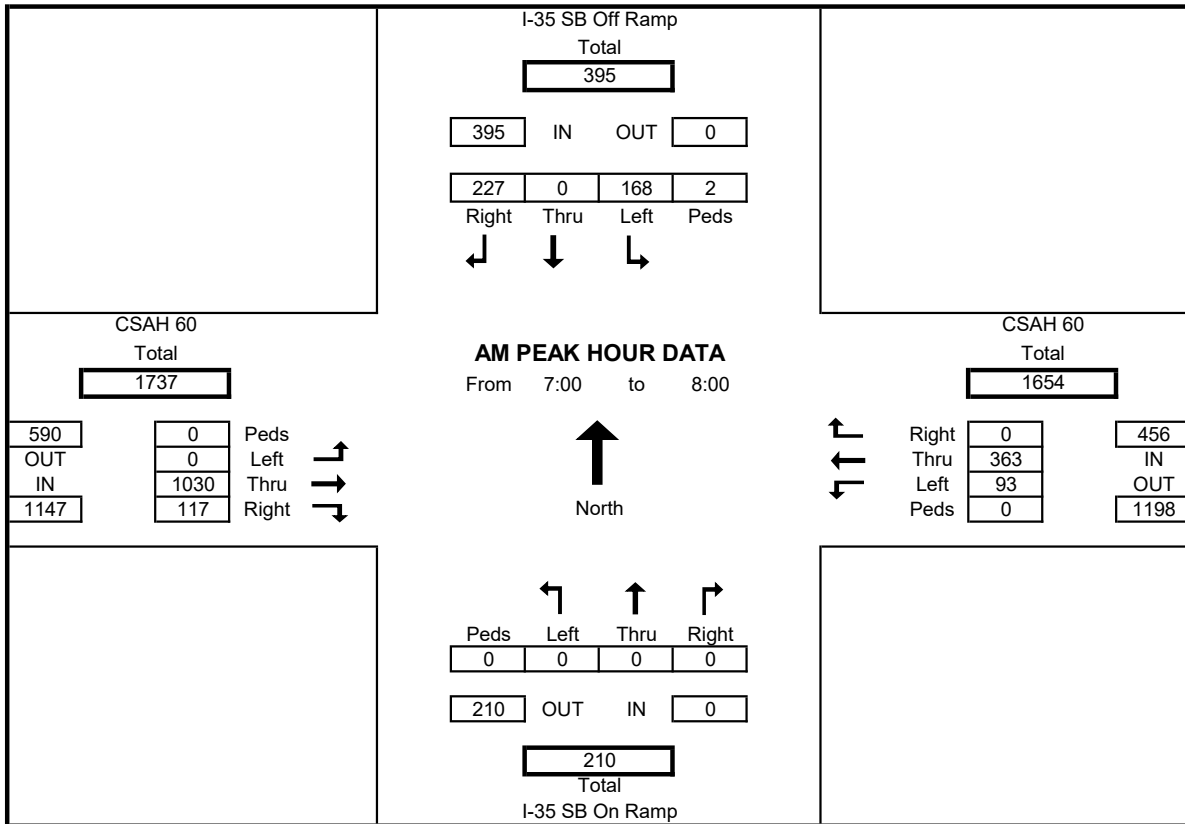 I-35 SB Off Ramp
Total
395
395 IN OUT 0
227 0 168 2
Right Thru Left Peds
CSAH 60
Total
1737
590 0 Peds
OUT 0 Left
IN 1030 Thru
1147 117 Right
AM PEAK HOUR DATA
From 7:00 to 8:00
North
CSAH 60
Total
1654
Right 0 456
Thru 363 IN
Left 93 OUT
Peds 0 1198
Peds Left Thru Right
0 0 0 0
210 OUT IN 0
210
Total
I-35 SB On Ramp